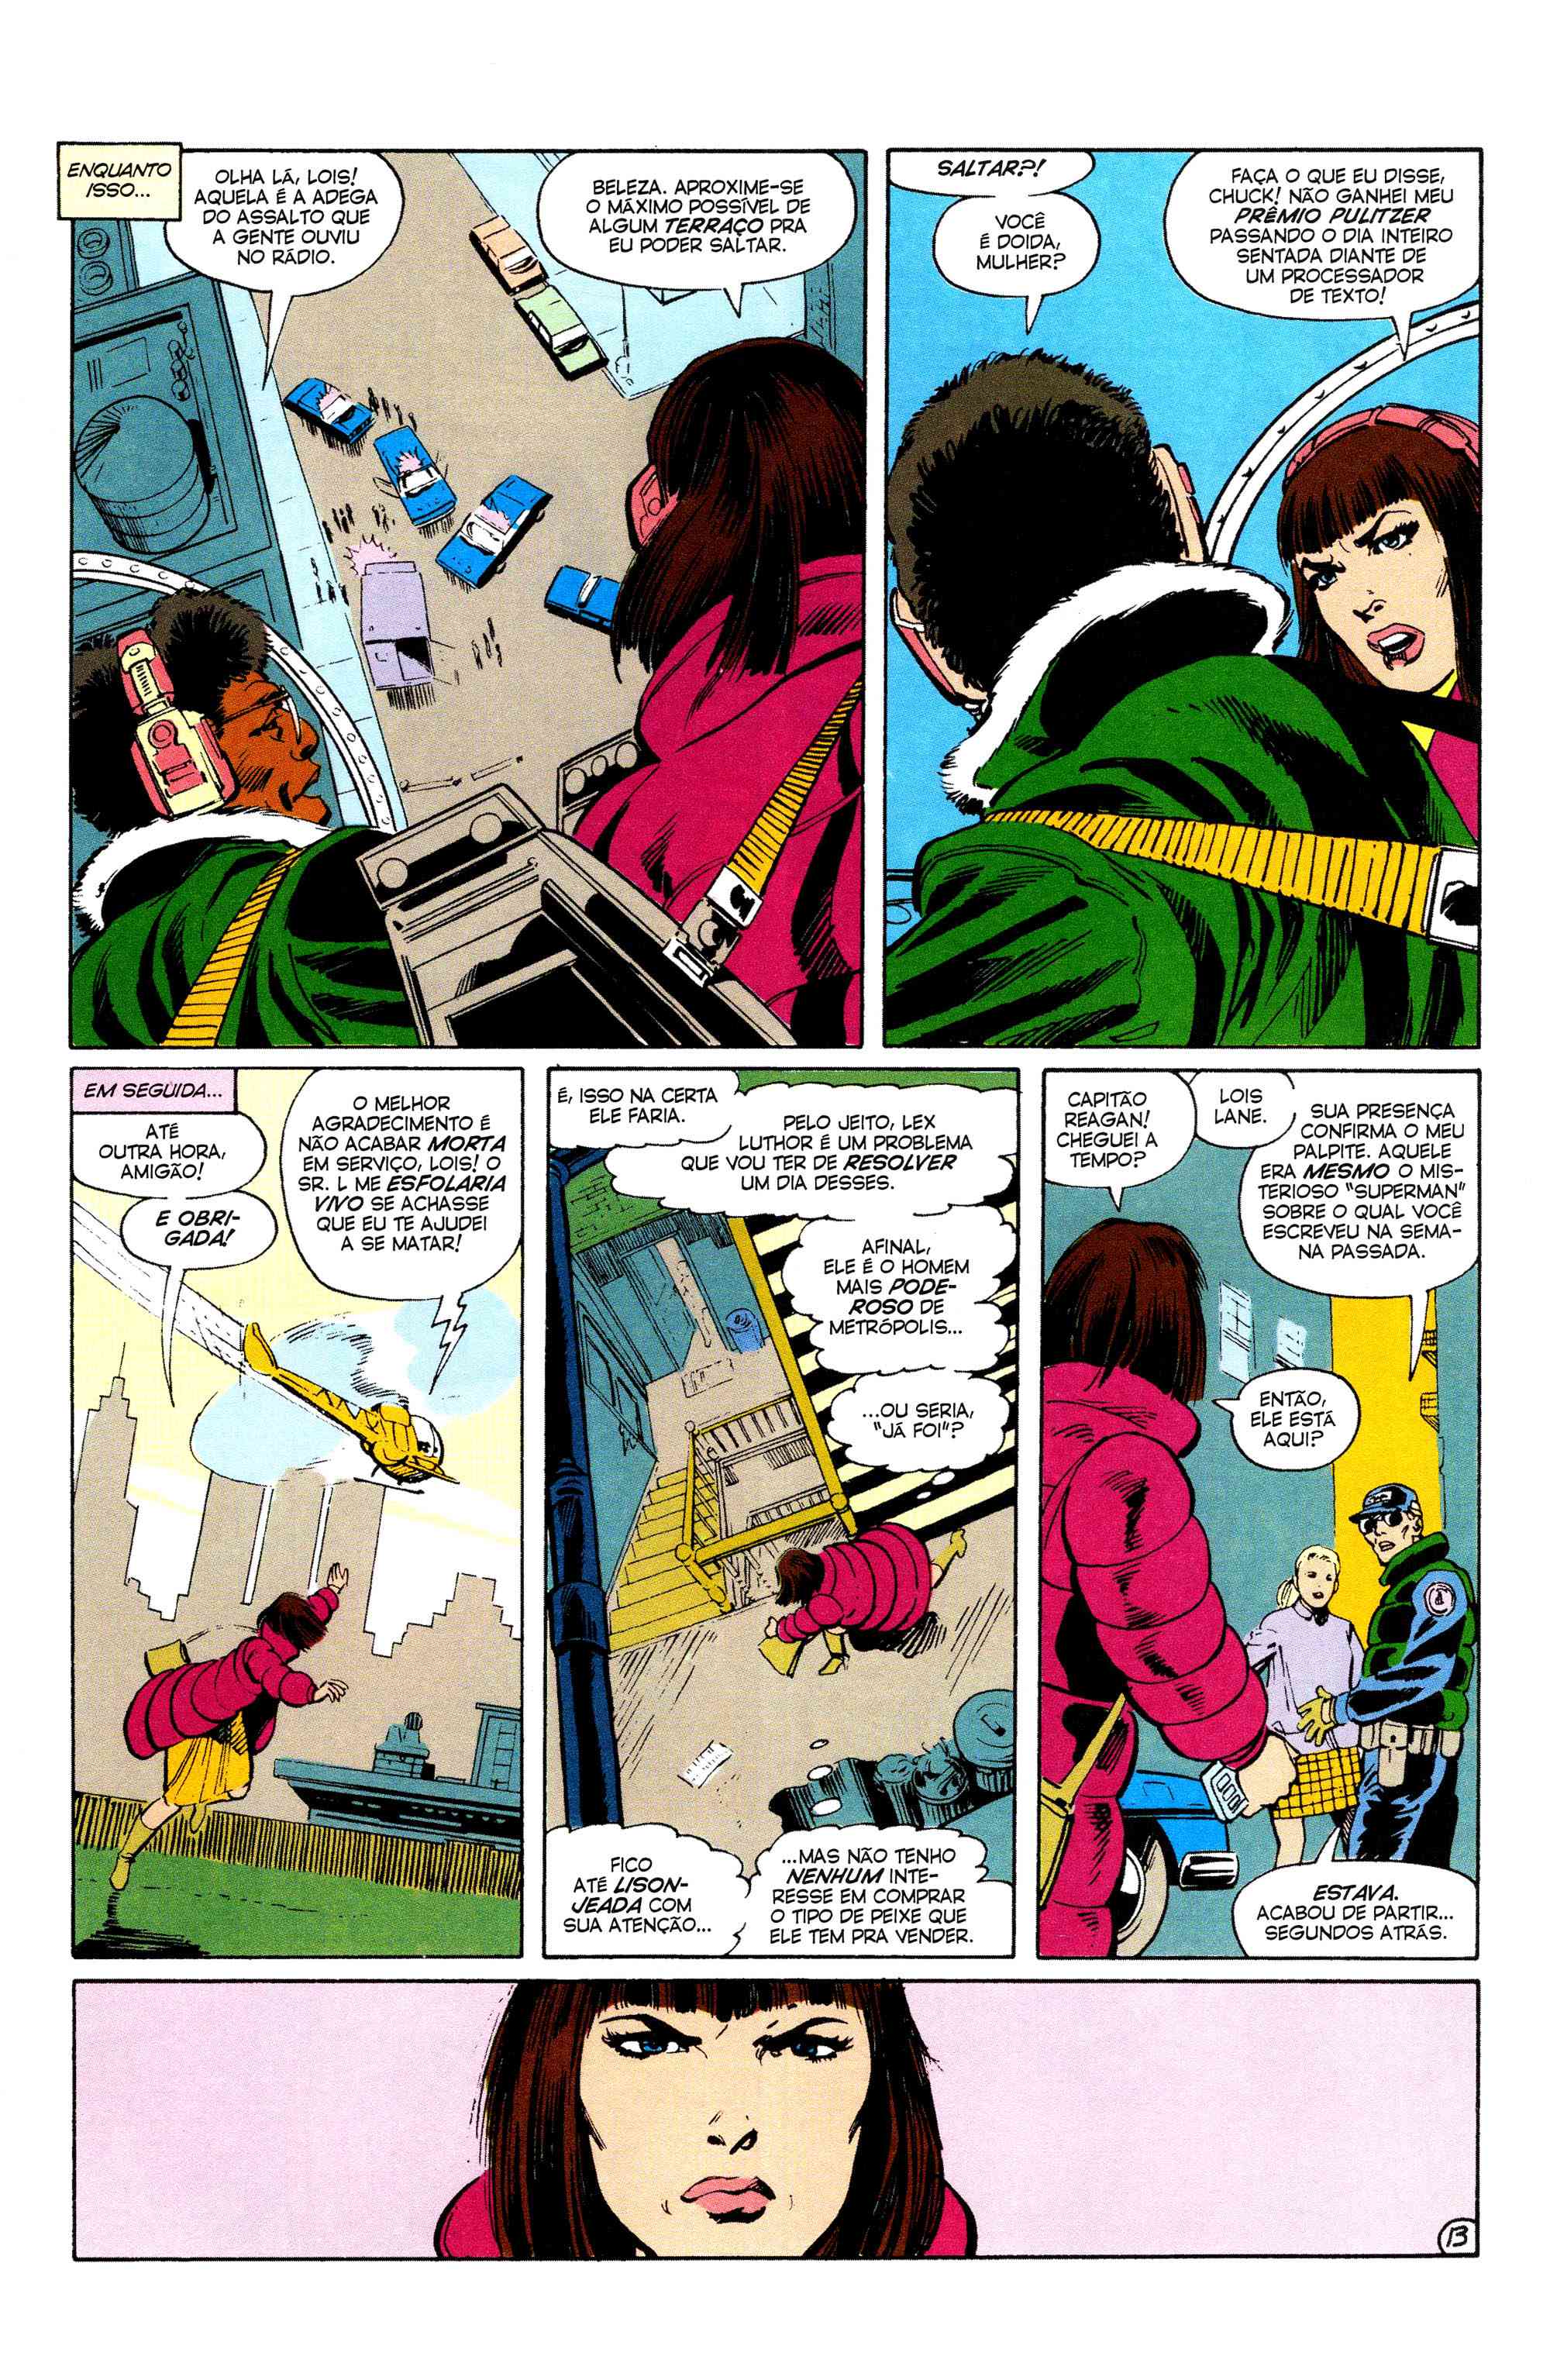 ENQUANTO
ISSO...
OLHA LÁ, LOIS!
AQUELA É A ADEGA
DO ASSALTO QUE
A GENTE OUVIU
NO RÁDIO.
BELEZA. APROXIME-SE
O MÁXIMO POSSÍVEL DE
ALGUM TERRAÇO PRA
EU PODER SALTAR.
SALTAR?!
VOCÊ
É DOIDA,
MULHER?
FAÇA O QUE EU DISSE,
CHUCK! NÃO GANHEI MEU
PRÊMIO PULITZER
PASSANDO O DIA INTEIRO
SENTADA DIANTE DE
UM PROCESSADOR
DE TEXTO!
EM SEGUIDA...
ATÉ
OUTRA HORA,
AMIGÃO!
E OBRI-
GADA!
O MELHOR
AGRADECIMENTO É
NÃO ACABAR MORTA
EM SERVIÇO, LOIS! O
SR. L ME ESFOLARIA
VIVO SE ACHASSE
QUE EU TE AJUDEI
A SE MATAR!
É, ISSO NA CERTA
ELE FARIA.
PELO JEITO, LEX
LUTHOR É UM PROBLEMA
QUE VOU TER DE RESOLVER
UM DIA DESSES.
AFINAL,
ELE É O HOMEM
MAIS PODE-
ROSO DE
METRÓPOLIS...
...OU SERIA,
"JÁ FOI"?
FICO
ATÉ LISON-
JEADA COM
SUA ATENÇÃO...
...MAS NÃO TENHO
NENHUM INTE-
RESSE EM COMPRAR
O TIPO DE PEIXE QUE
ELE TEM PRA VENDER.
CAPITÃO
REAGAN!
CHEGUEI A
TEMPO?
LOIS
LANE.
SUA PRESENÇA
CONFIRMA O MEU
PALPITE. AQUELE
ERA MESMO O MIS-
TERIOSO "SUPERMAN"
SOBRE O QUAL VOCÊ
ESCREVEU NA SEMA-
NA PASSADA.
ENTÃO,
ELE ESTÁ
AQUI?
ESTAVA.
ACABOU DE PARTIR...
SEGUNDOS ATRÁS.
13